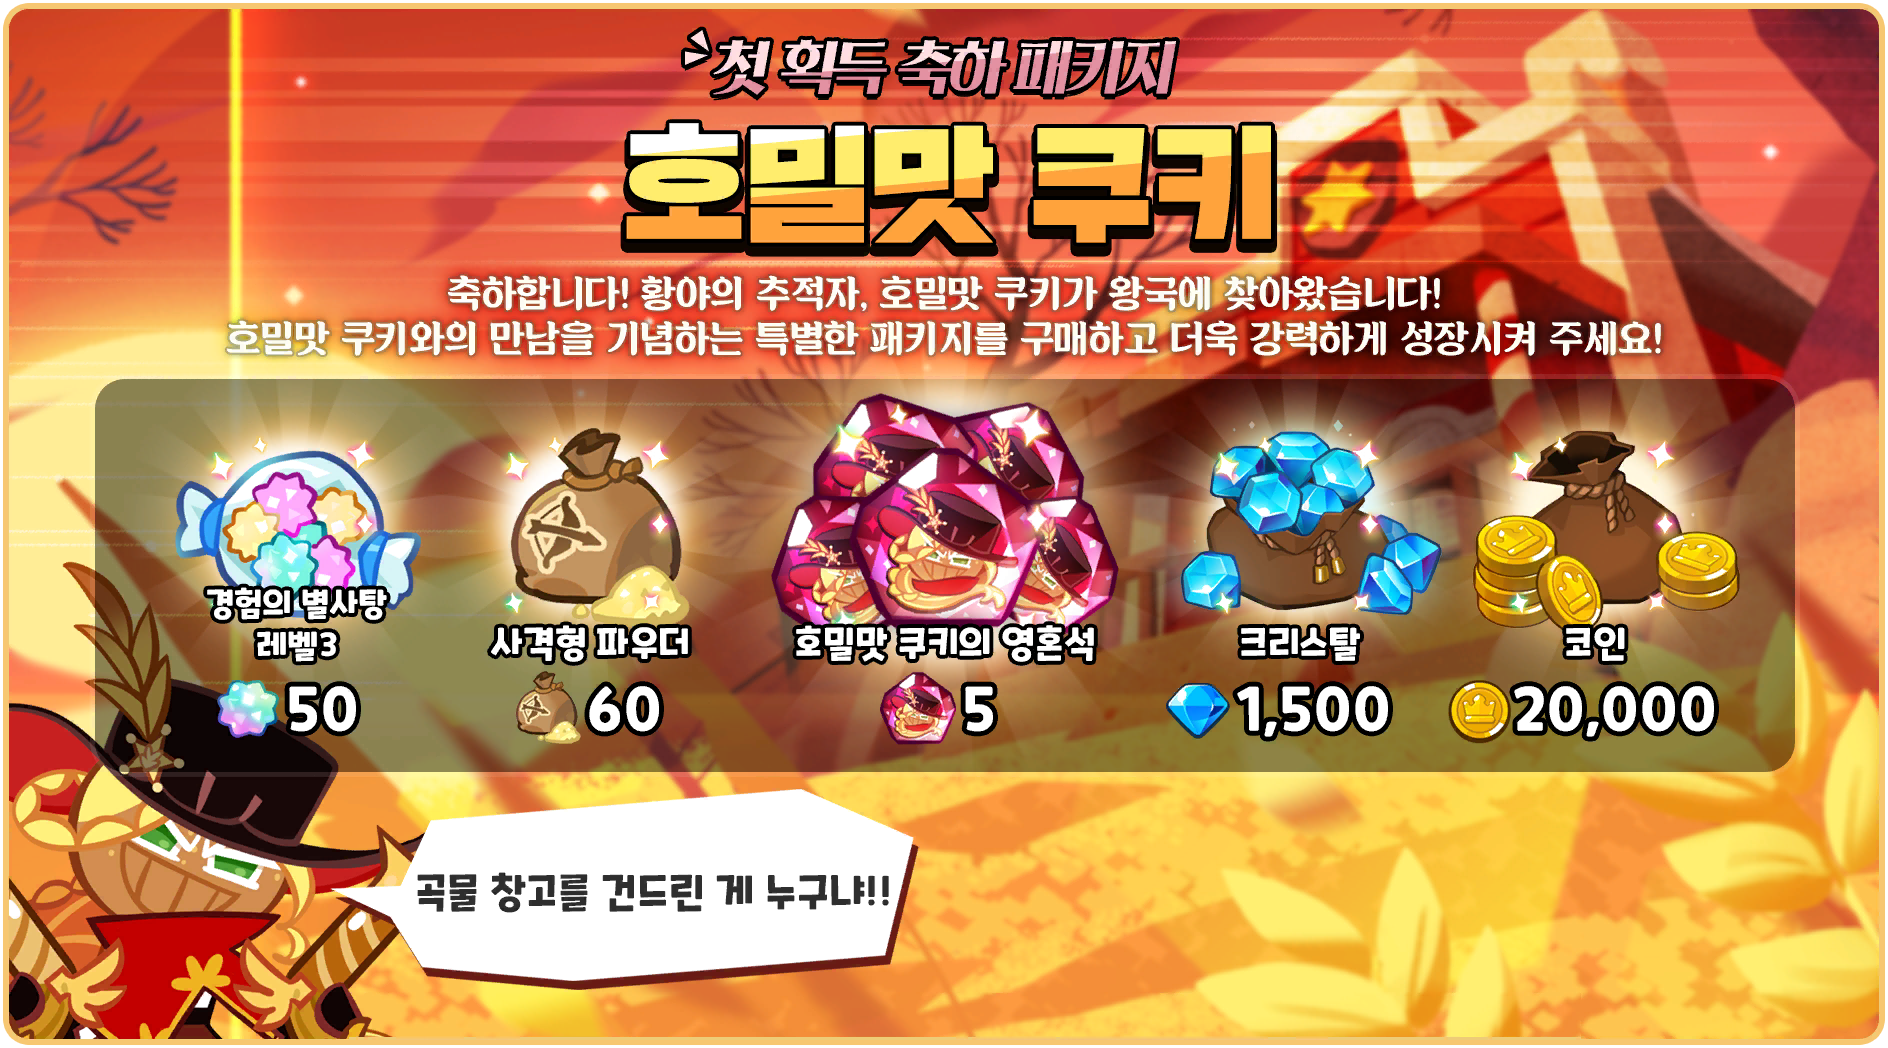 첫 획득 축하 패키지
호밀맛 쿠키
축하합니다! 황야의 추적자, 호밀맛 쿠키가 왕국에 찾아왔습니다!
호밀맛 쿠키와의 만남을 기념하는 특별한 패키지를 구매하고 더욱 강력하게 성장시켜 주세요!
경험의 별사탕
레벨3
50
사격형 파우더
60
호밀맛 쿠키의 영혼석
5
크리스탈
1,500
코인
20,000
곡물 창고를 건드린 게 누구냐!!